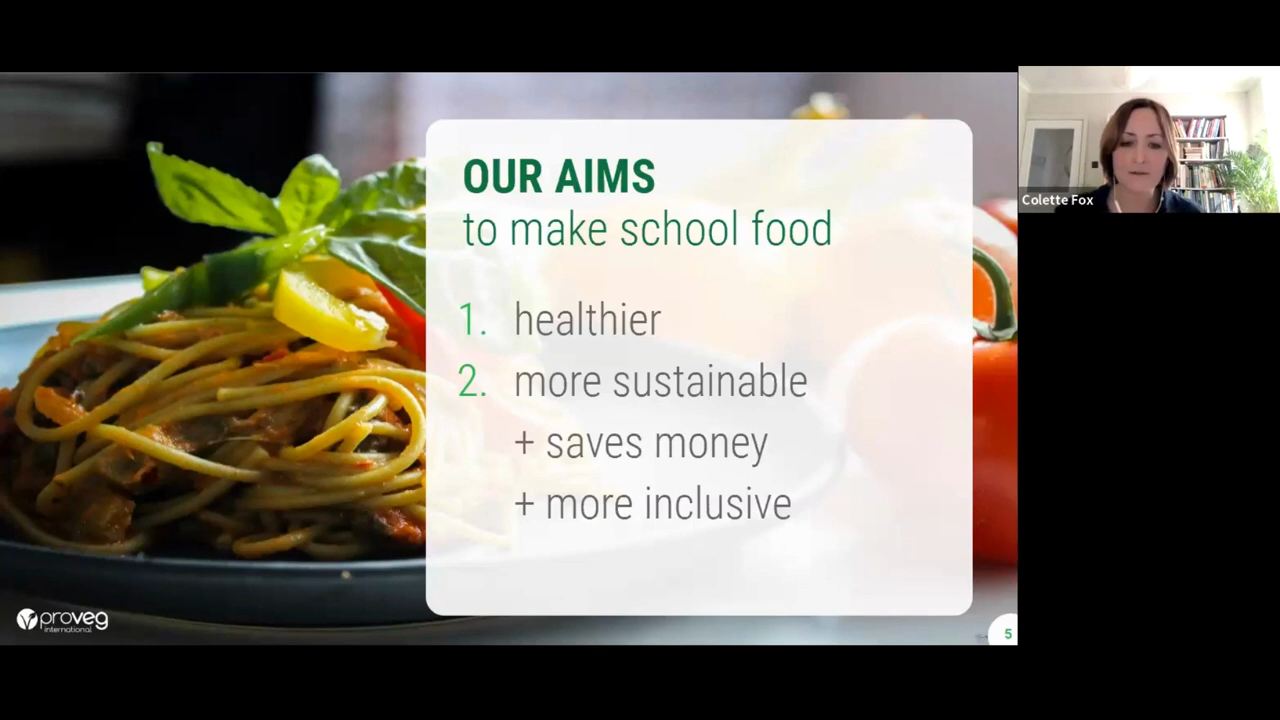 OUR AIMS
to make school food
1. healthier
2. more sustainable
+ saves money
+ more inclusive
proveg
international
5
Colette Fox